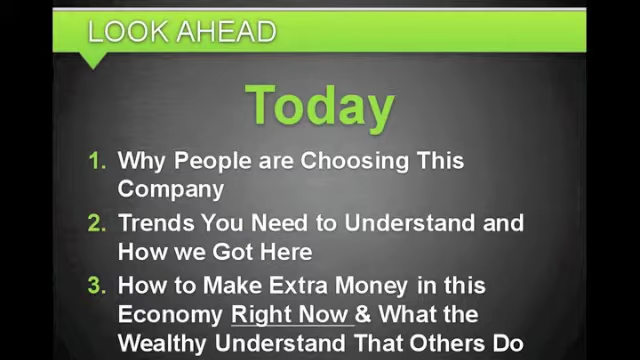 LOOK AHEAD
Today
1. Why People are Choosing This
Company
2. Trends You Need to Understand and
How we Got Here
3. How to Make Extra Money in this
Economy Right Now & What the
Wealthy Understand That Others Do